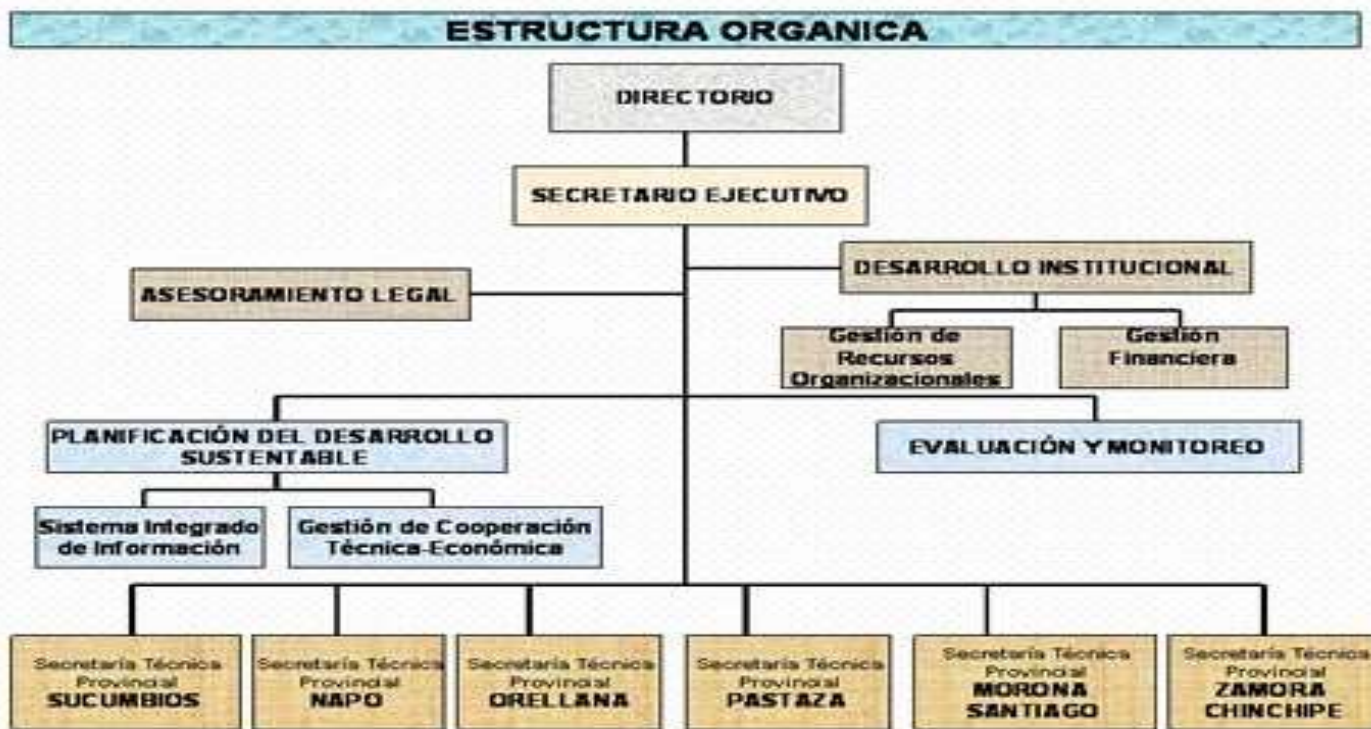 ESTRUCTURA ORGANICA
DIRECTORIO
SECRETARIO EJECUTIVO
DESARROLLO INSTITUCIONAL
ASESORAMIENTO LEGAL
Gestión de
Recursos
Organizacionales
Gestión
Financiera
PLANIFICACIÓN DEL DESARROLLO
SUSTENTABLE
EVALUACIÓN Y MONITOREO
Sistema Integrado
de Información
Gestión de Cooperación
Técnica-Económica
Secretaría Técnica
Provincial
SUCUMBIOS
Secretaría Técnica
Provincial
NAPO
Secretaría Técnica
Provincial
ORELLANA
Secretaría Técnica
Provincial
PASTAZA
Secretaría Técnica
Provincial
MORONA
SANTIAGO
Secretaría Técnica
Provincial
ZAMORA
CHINCHIPE